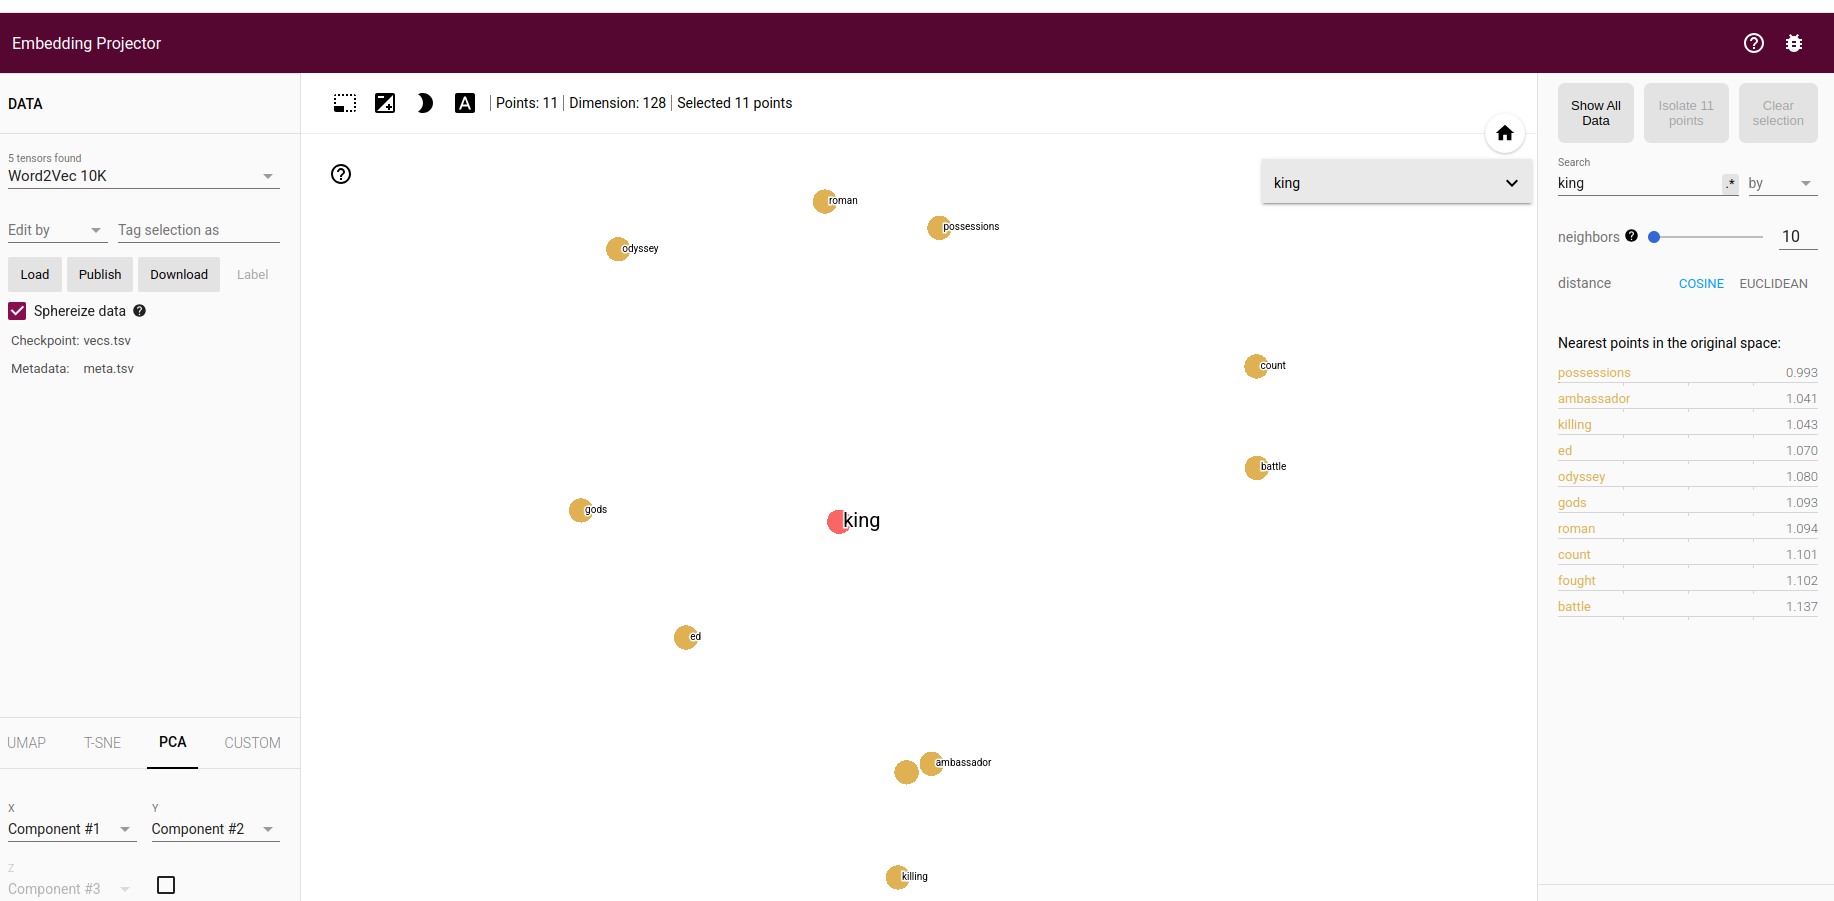 Embedding Projector
DATA
5 tensors found
Word2Vec 10K
Edit by
Tag selection as
Load
Publish
Download
Label
Sphereize data
Checkpoint: vecs.tsv
Metadata: meta.tsv
UMAP
T-SNE
PCA
CUSTOM
X
Component #1
Y
Component #2
Z
Component #3
A
Points: 11 | Dimension: 128 | Selected 11 points
king
roman
possessions
odyssey
count
battle
gods
king
ed
ambassador
killing
Show All
Data
Isolate 11
points
Clear
selection
Search
king
.*
by
neighbors
10
distance
COSINE
EUCLIDEAN
Nearest points in the original space:
possessions 0.993
ambassador 1.041
killing 1.043
ed 1.070
odyssey 1.080
gods 1.093
roman 1.094
count 1.101
fought 1.102
battle 1.137